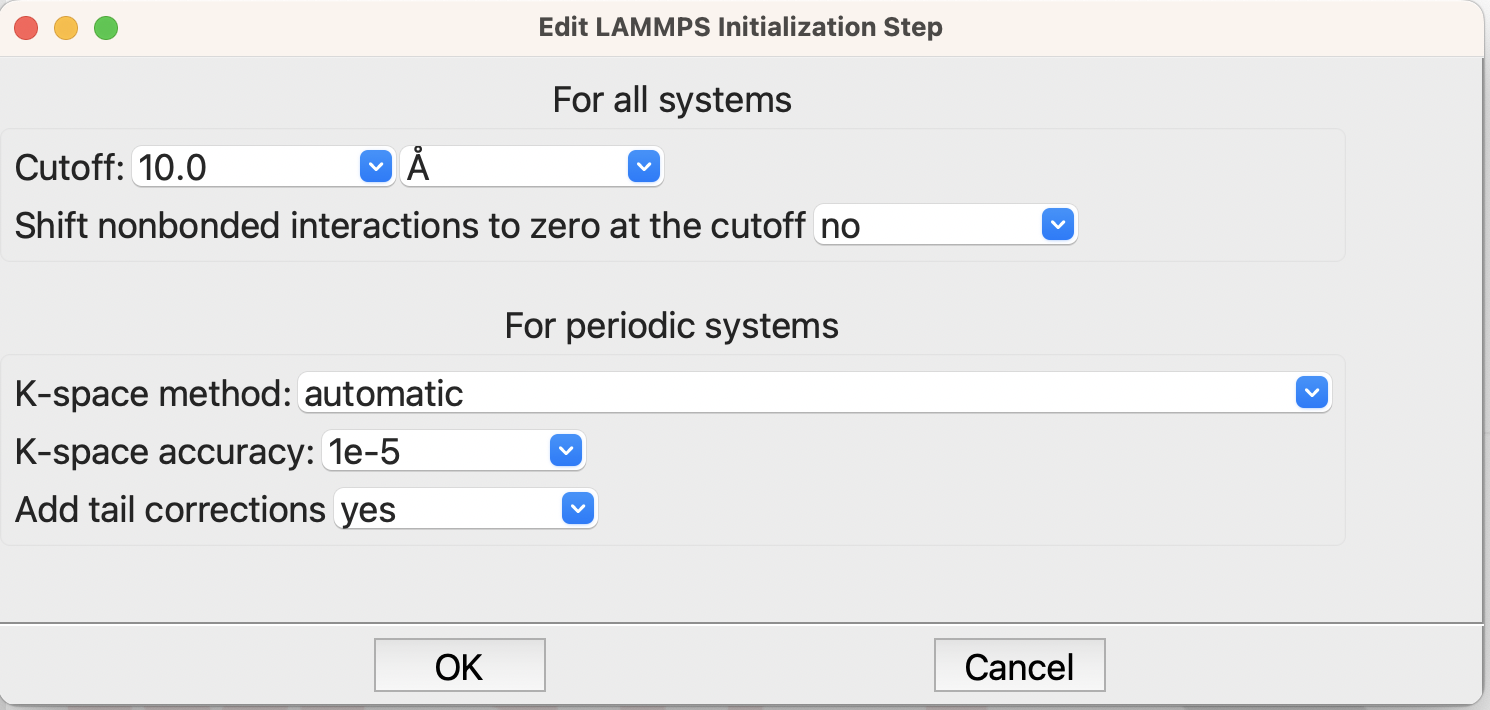 Edit LAMMPS Initialization Step
For all systems
Cutoff: 10.0 Å
Shift nonbonded interactions to zero at the cutoff no
For periodic systems
K-space method: automatic
K-space accuracy: 1e-5
Add tail corrections yes
OK Cancel